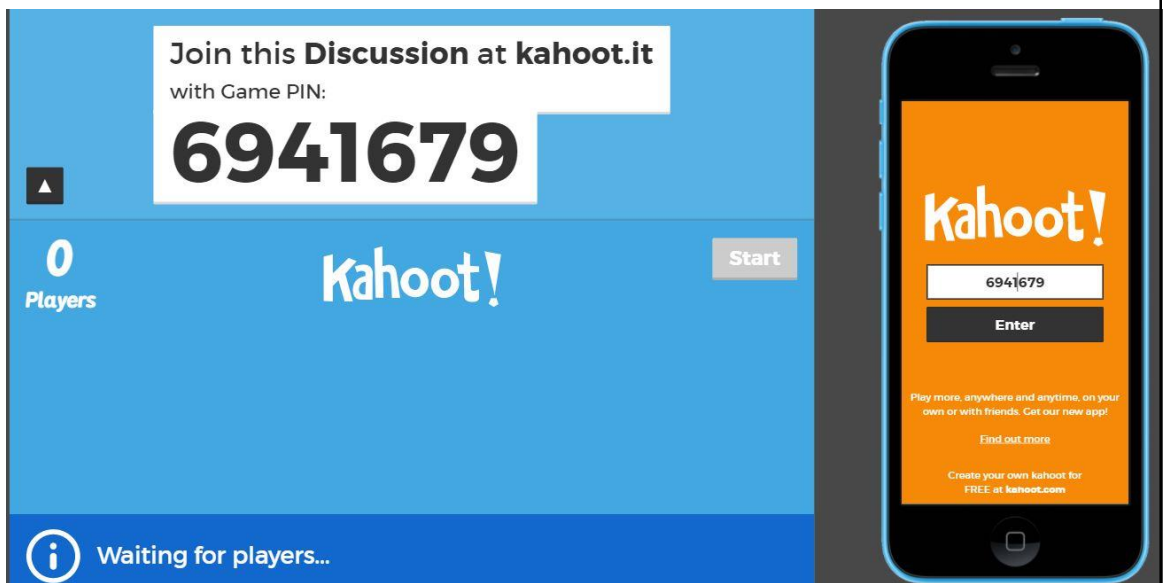 Join this Discussion at kahoot.it
with Game PIN:
6941679
▲
0
Players
Kahoot!
Start
Waiting for players...
Kahoot!
6941679
Enter
Play more, anywhere and anytime, on your
own or with friends. Get our new app!
Find out more
Create your own kahoot for
FREE at kahoot.com